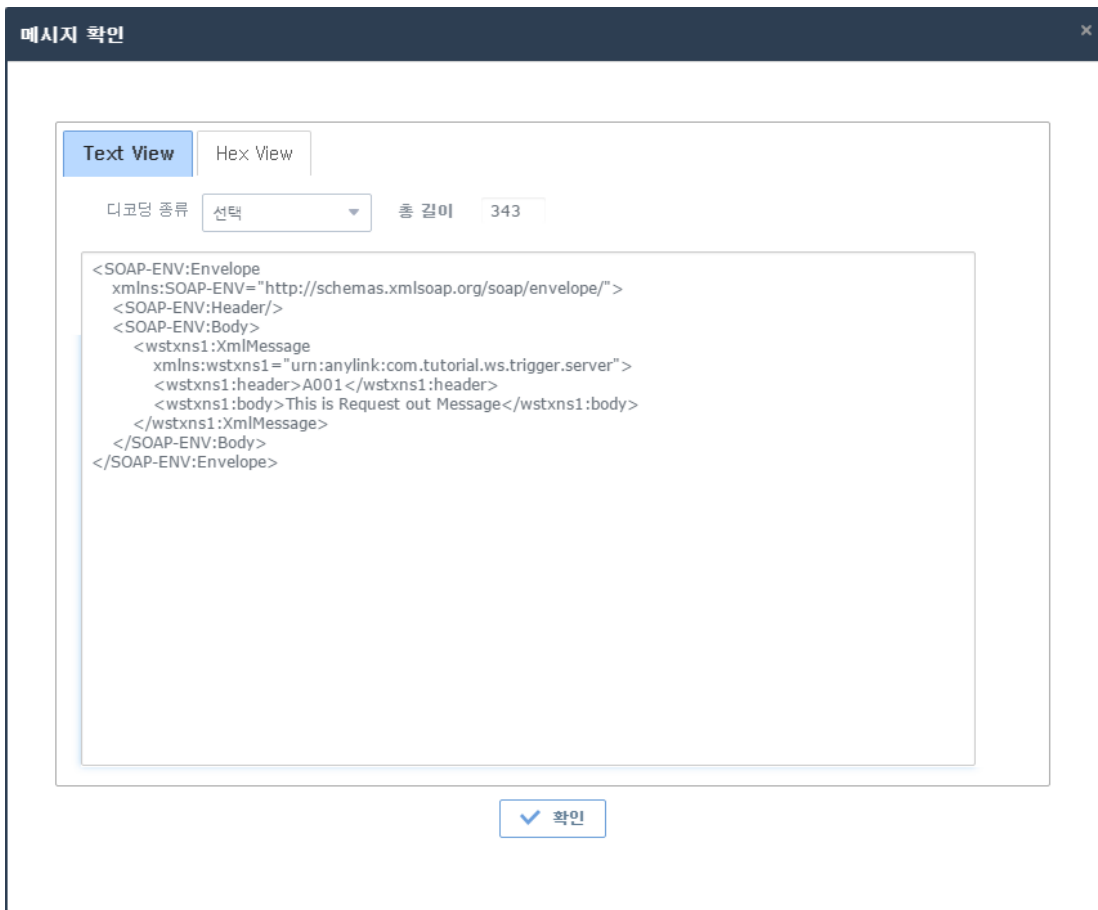 메시지 확인 ×
Text View Hex View
디코딩 종류 선택 총 길이 343
<SOAP-ENV:Envelope
xmlns:SOAP-ENV="http://schemas.xmlsoap.org/soap/envelope/">
<SOAP-ENV:Header/>
<SOAP-ENV:Body>
<wstxns1:XmlMessage
xmlns:wstxns1="urn:anylink:com.tutorial.ws.trigger.server">
<wstxns1:header>A001</wstxns1:header>
<wstxns1:body>This is Request out Message</wstxns1:body>
</wstxns1:XmlMessage>
</SOAP-ENV:Body>
</SOAP-ENV:Envelope>
확인